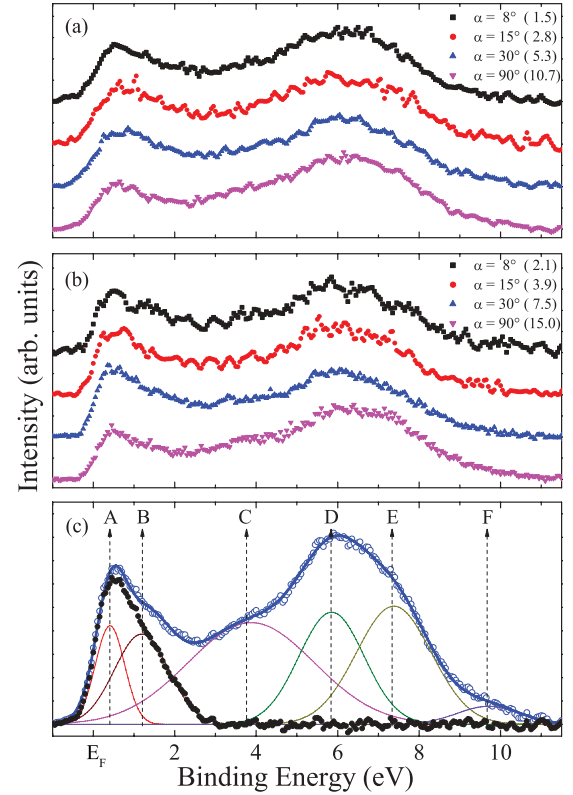 (a)
α = 8° ( 1.5)
α = 15° ( 2.8)
α = 30° ( 5.3)
α = 90° (10.7)
(b)
α = 8° ( 2.1)
α = 15° ( 3.9)
α = 30° ( 7.5)
α = 90° (15.0)
Intensity (arb. units)
(c)
A B C D E F
E_F 2 4 6 8 10
Binding Energy (eV)